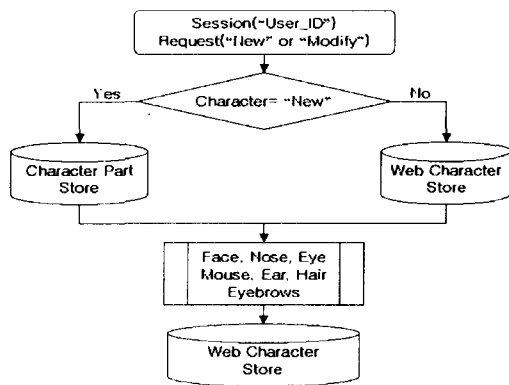 Session("User_ID")
Request("New" or "Modify")
Yes
Character= "New"
No
Character Part
Store
Web Character
Store
Face, Nose, Eye
Mouse, Ear, Hair
Eyebrows
Web Character
Store